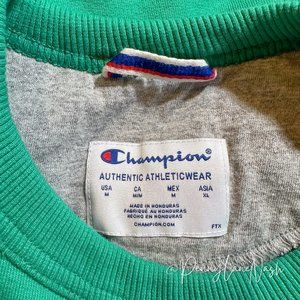 Champion
AUTHENTIC ATHLETICWEAR
USA CA MEX ASIA
M M/M M XL
MADE IN HONDURAS
FABRIQUÉ AU HONDURAS
HECHO EN HONDURAS
CHAMPION.COM
FTX
@PennyLaneNash